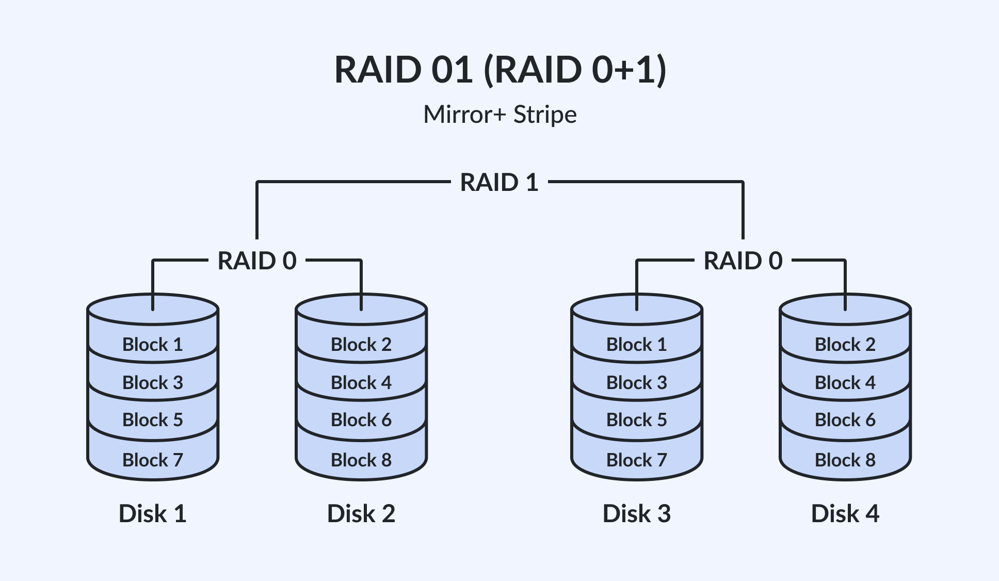 RAID 01 (RAID 0+1)
Mirror+ Stripe
RAID 1
RAID 0
RAID 0
Block 1
Block 3
Block 5
Block 7
Disk 1
Block 2
Block 4
Block 6
Block 8
Disk 2
Block 1
Block 3
Block 5
Block 7
Disk 3
Block 2
Block 4
Block 6
Block 8
Disk 4